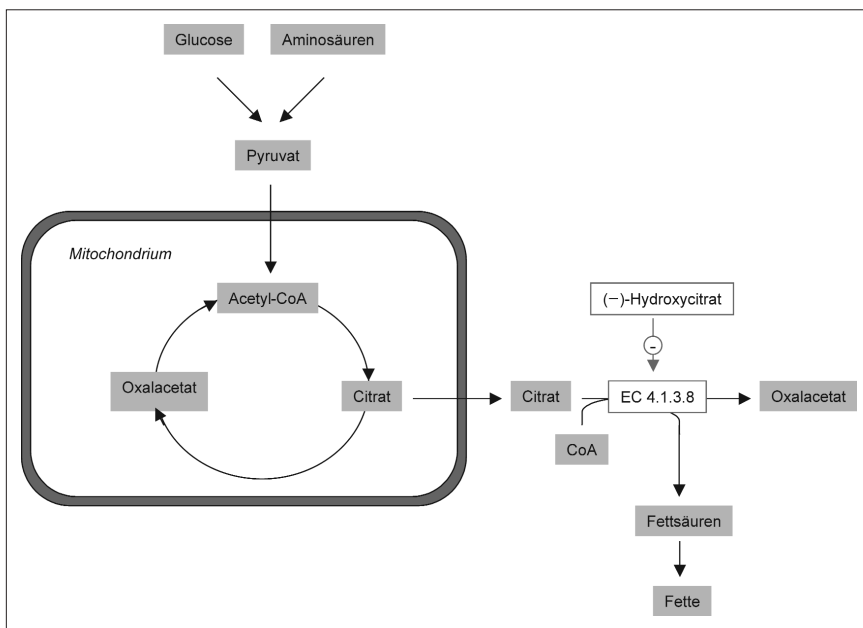 Glucose
Aminosäuren
Pyruvat
Mitochondrium
Acetyl-CoA
(−)-Hydroxycitrat
-
Oxalacetat
Citrat
Citrat
EC 4.1.3.8
Oxalacetat
CoA
Fettsäuren
Fette